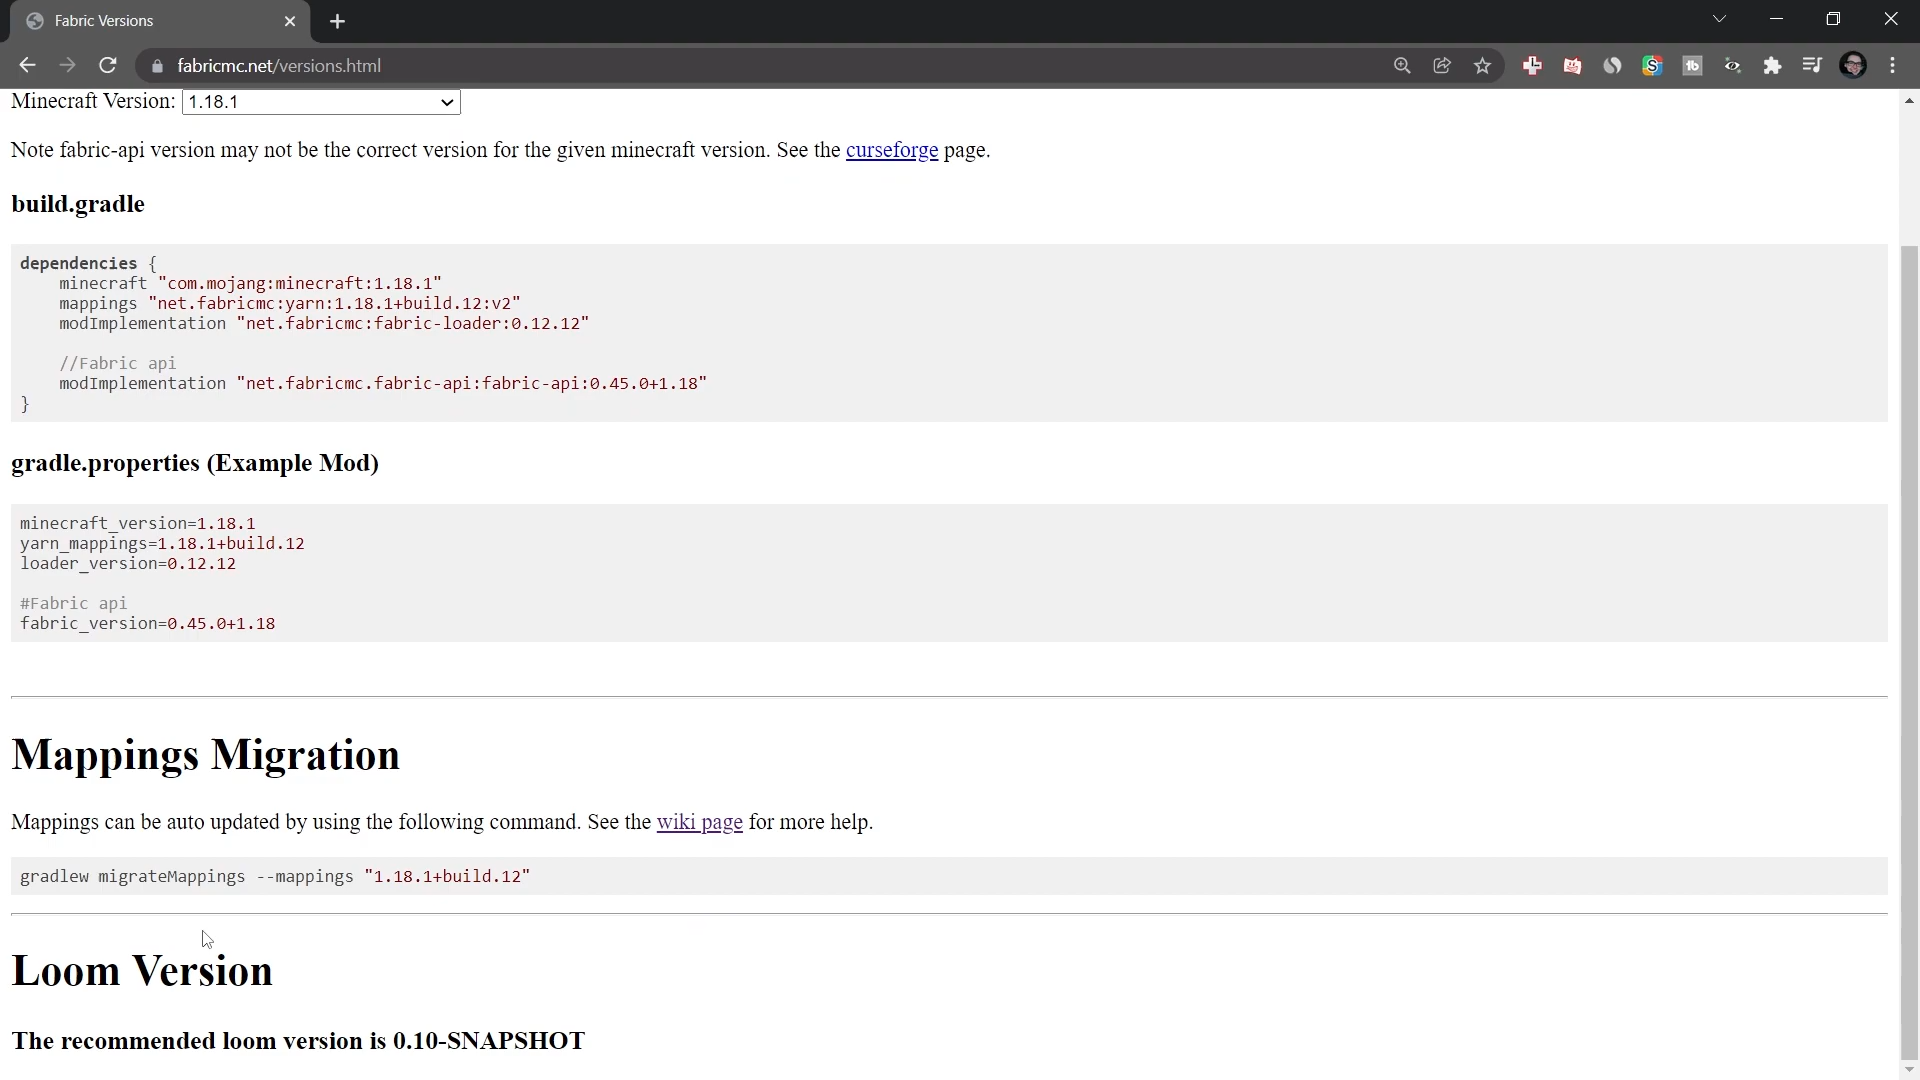 Fabric Versions
fabricmc.net/versions.html
Minecraft Version: 1.18.1
Note fabric-api version may not be the correct version for the given minecraft version. See the curseforge page.
build.gradle
dependencies {
minecraft "com.mojang:minecraft:1.18.1"
mappings "net.fabricmc:yarn:1.18.1+build.12:v2"
modImplementation "net.fabricmc:fabric-loader:0.12.12"
//Fabric api
modImplementation "net.fabricmc.fabric-api:fabric-api:0.45.0+1.18"
}
gradle.properties (Example Mod)
minecraft_version=1.18.1
yarn_mappings=1.18.1+build.12
loader_version=0.12.12
#Fabric api
fabric_version=0.45.0+1.18
Mappings Migration
Mappings can be auto updated by using the following command. See the wiki page for more help.
gradlew migrateMappings --mappings "1.18.1+build.12"
Loom Version
The recommended loom version is 0.10-SNAPSHOT